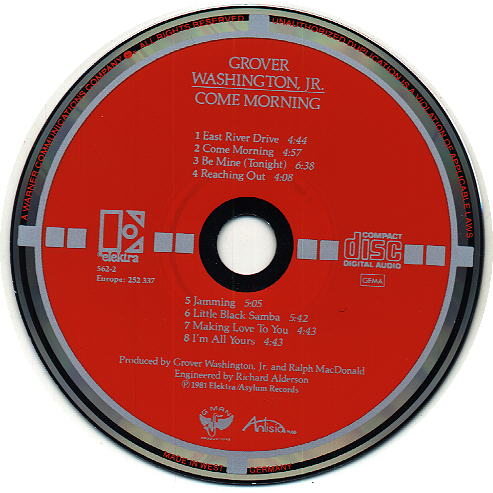 A WARNER COMMUNICATIONS COMPANY ALL RIGHTS RESERVED
UNAUTHORIZED DUPLICATION IS A VIOLATION OF APPLICABLE LAWS
GROVER
WASHINGTON, JR.
COME MORNING
1 East River Drive 4:44
2 Come Morning 4:57
3 Be Mine (Tonight) 6:38
4 Reaching Out 4:08
elektra
562-2
Europe: 252 337
COMPACT
disc
DIGITAL AUDIO
GEMA
5 Jamming 5:05
6 Little Black Samba 5:42
7 Making Love To You 4:43
8 I'm All Yours 4:43
Produced by Grover Washington, Jr. and Ralph MacDonald
Engineered by Richard Alderson
Ⓟ 1981 Elektra/Asylum Records
G MAN
PRODUCTIONS
Antisia
MADE IN WEST GERMANY